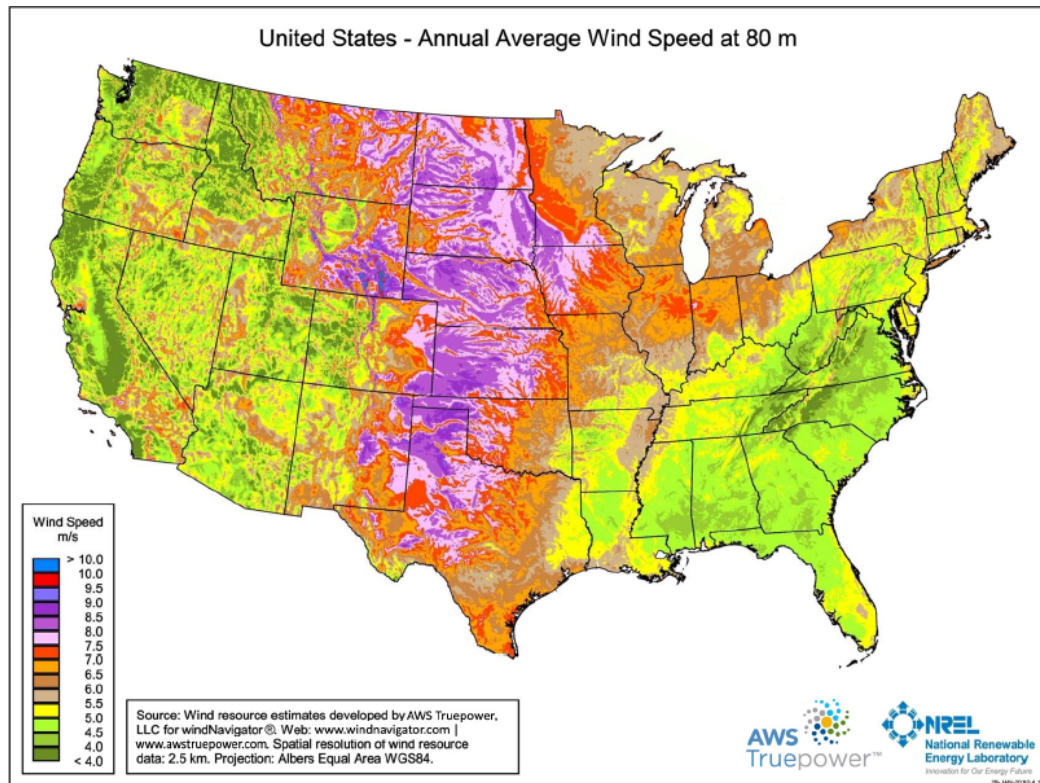 United States - Annual Average Wind Speed at 80 m
Wind Speed
m/s
> 10.0
10.0
9.5
9.0
8.5
8.0
7.5
7.0
6.5
6.0
5.5
5.0
4.5
4.0
< 4.0
Source: Wind resource estimates developed by AWS Truepower,
LLC for windNavigator®. Web: www.windnavigator.com |
www.awstruepower.com. Spatial resolution of wind resource
data: 2.5 km. Projection: Albers Equal Area WGS84.
AWS
Truepower™
NREL
National Renewable
Energy Laboratory
Innovation for Our Energy Future